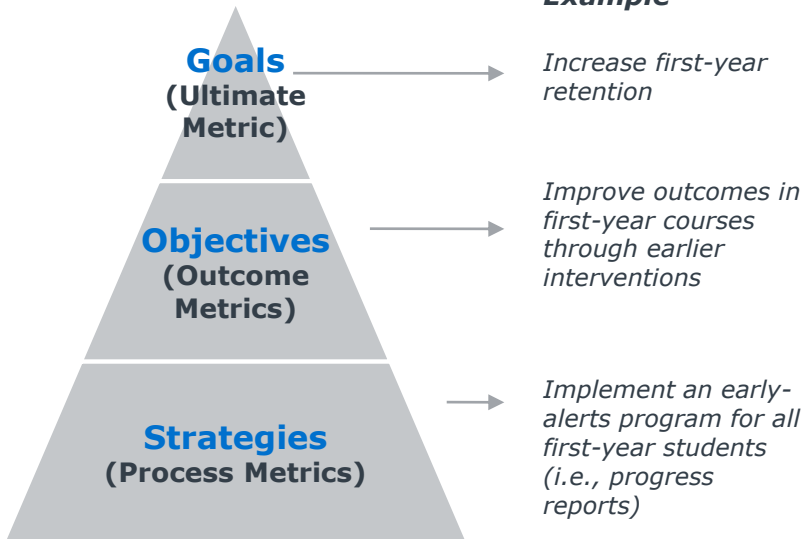 Example
Goals
(Ultimate
Metric)
Increase first-year
retention
Objectives
(Outcome
Metrics)
Improve outcomes in
first-year courses
through earlier
interventions
Strategies
(Process Metrics)
Implement an early-
alerts program for all
first-year students
(i.e., progress
reports)